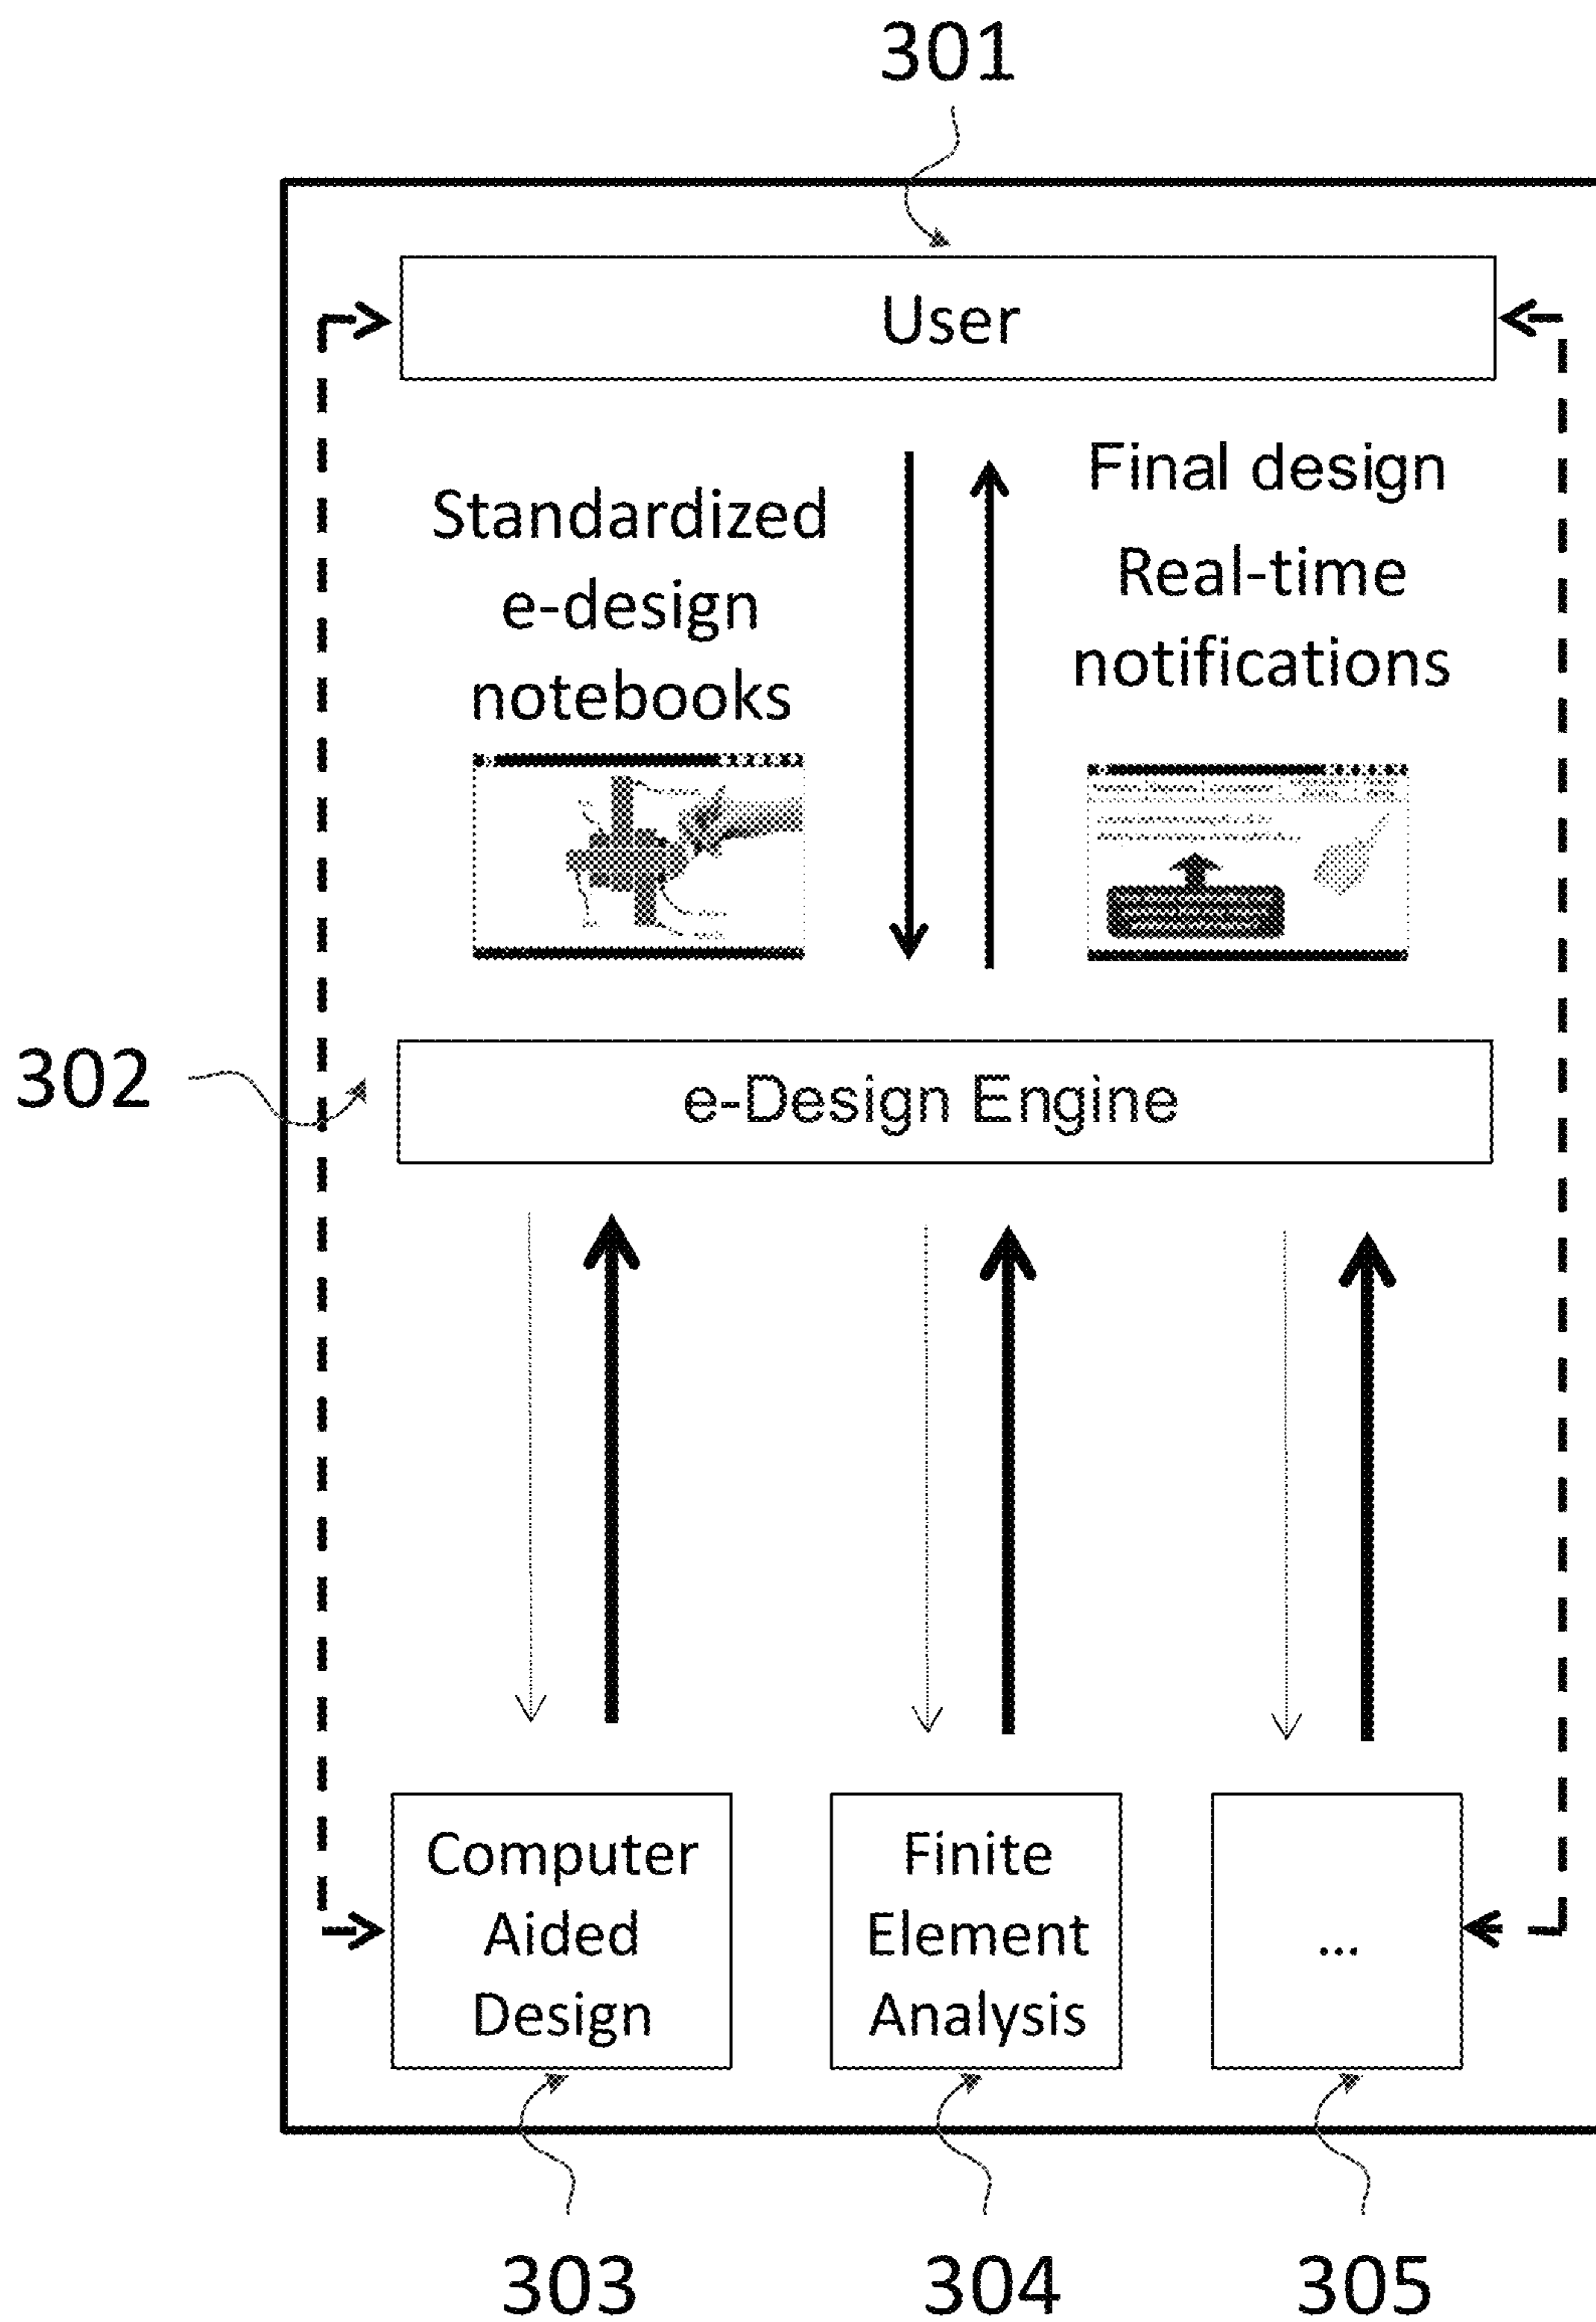 301
User
Standardized
e-design
notebooks
Final design
Real-time
notifications
302
e-Design Engine
Computer
Aided
Design
Finite
Element
Analysis
...
303
304
305